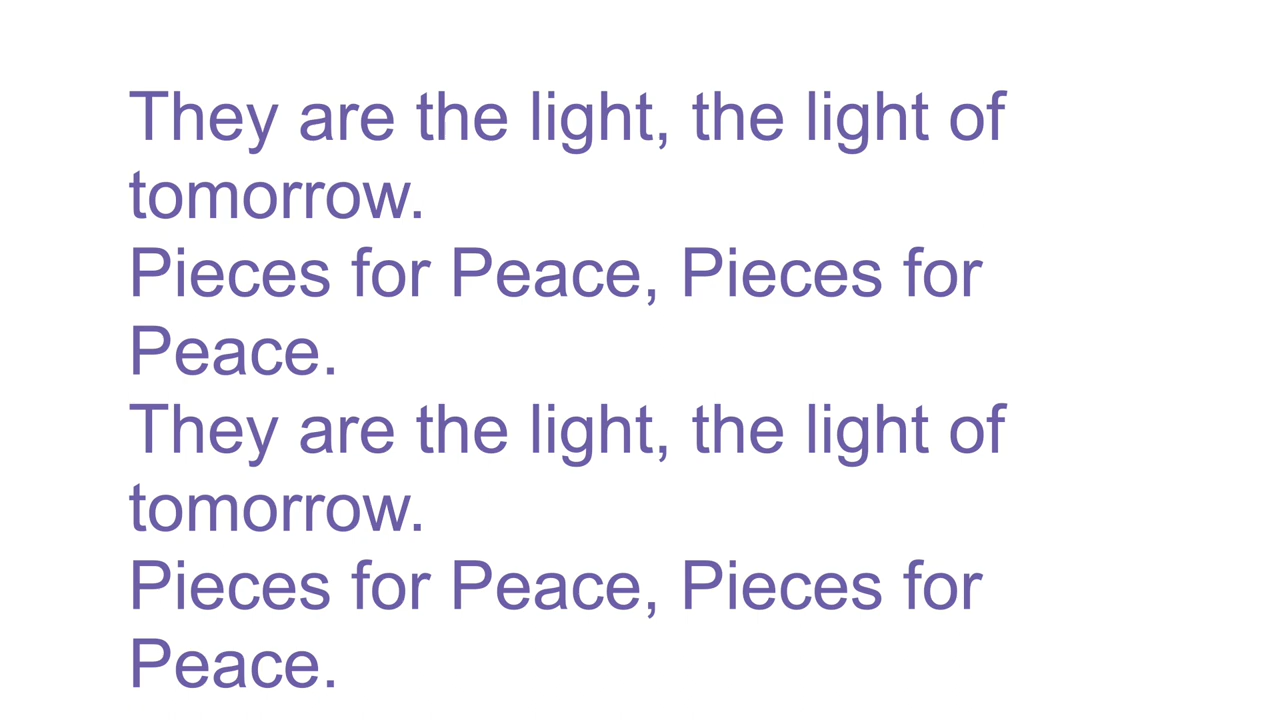 They are the light, the light of
tomorrow.
Pieces for Peace, Pieces for
Peace.
They are the light, the light of
tomorrow.
Pieces for Peace, Pieces for
Peace.